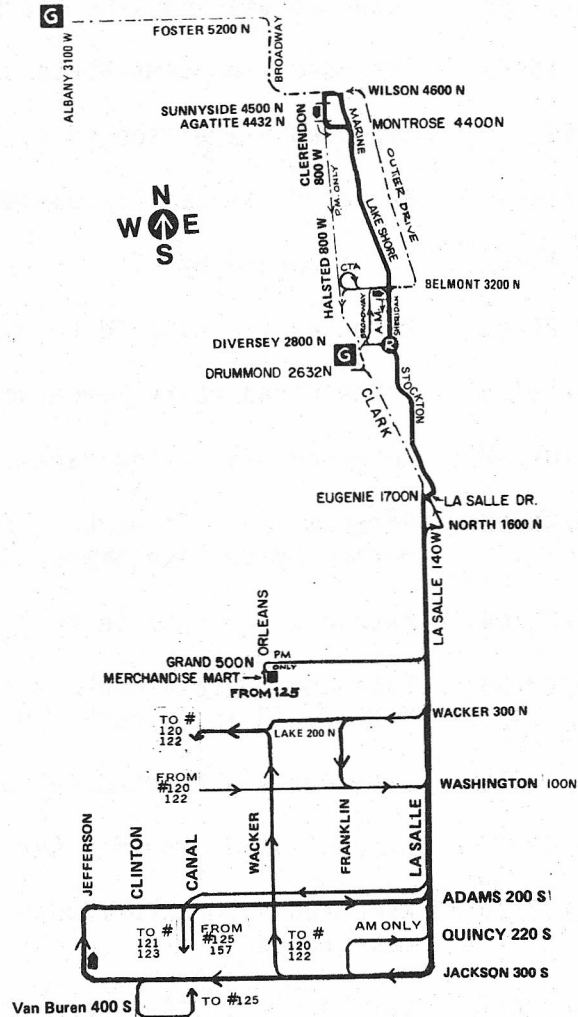 G
FOSTER 5200 N
ALBANY 3100 W
BROADWAY
WILSON 4600 N
SUNNYSIDE 4500 N
AGATITE 4432 N
CLERENDON
800 W
MARINE
MONTROSE 4400N
OUTER DRIVE
N
W E
S
P.M. ONLY
LAKE SHORE
HALSTED 800 W
CTA
BELMONT 3200 N
BROADWAY
A.M.
SHERIDAN
DIVERSEY 2800 N
R
G
DRUMMOND 2632N
STOCKTON
CLARK
EUGENIE 1700N
LA SALLE DR.
NORTH 1600 N
LA SALLE 140W
ORLEANS
GRAND 500N
PM
ONLY
MERCHANDISE MART
FROM 125
WACKER 300 N
TO #
120
122
LAKE 200 N
FROM
#120
122
WASHINGTON 100N
JEFFERSON
CLINTON
CANAL
WACKER
FRANKLIN
LA SALLE
ADAMS 200 S
TO #
121
123
FROM
#125
157
TO #
120
122
AM ONLY
QUINCY 220 S
JACKSON 300 S
Van Buren 400 S
TO #125